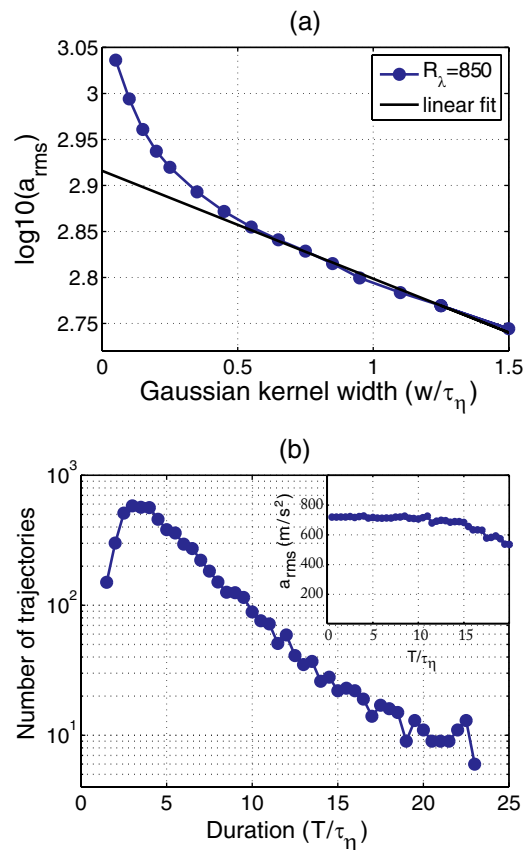 (a)
3.05
3
2.95
2.9
2.85
2.8
2.75
log10(a_rms)
R_λ=850
linear fit
0
0.5
1
1.5
Gaussian kernel width (w/τ_η)
(b)
10^3
10^2
10^1
Number of trajectories
800
600
400
200
a_rms (m/s^2)
0
5
10
15
20
T/τ_η
0
5
10
15
20
25
Duration (T/τ_η)